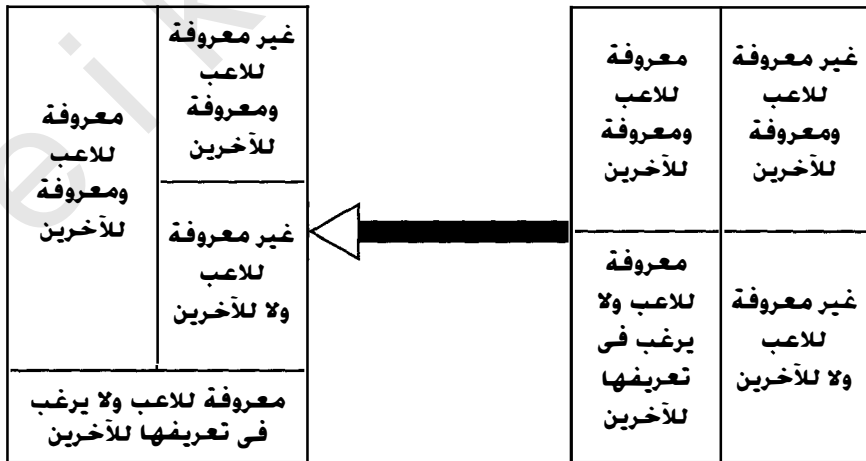 غير معروفة
للاعب
ومعروفة
للآخرين
معروفة
للاعب
ومعروفة
للآخرين
غير معروفة
للاعب
ولا للآخرين
معروفة
للاعب ولا
يرغب فى
تعريفها
للآخرين
غير معروفة
للاعب
ومعروفة
للآخرين
معروفة
للاعب
ومعروفة
للآخرين
غير معروفة
للاعب
ولا للآخرين
معروفة للاعب ولا يرغب
فى تعريفها للآخرين